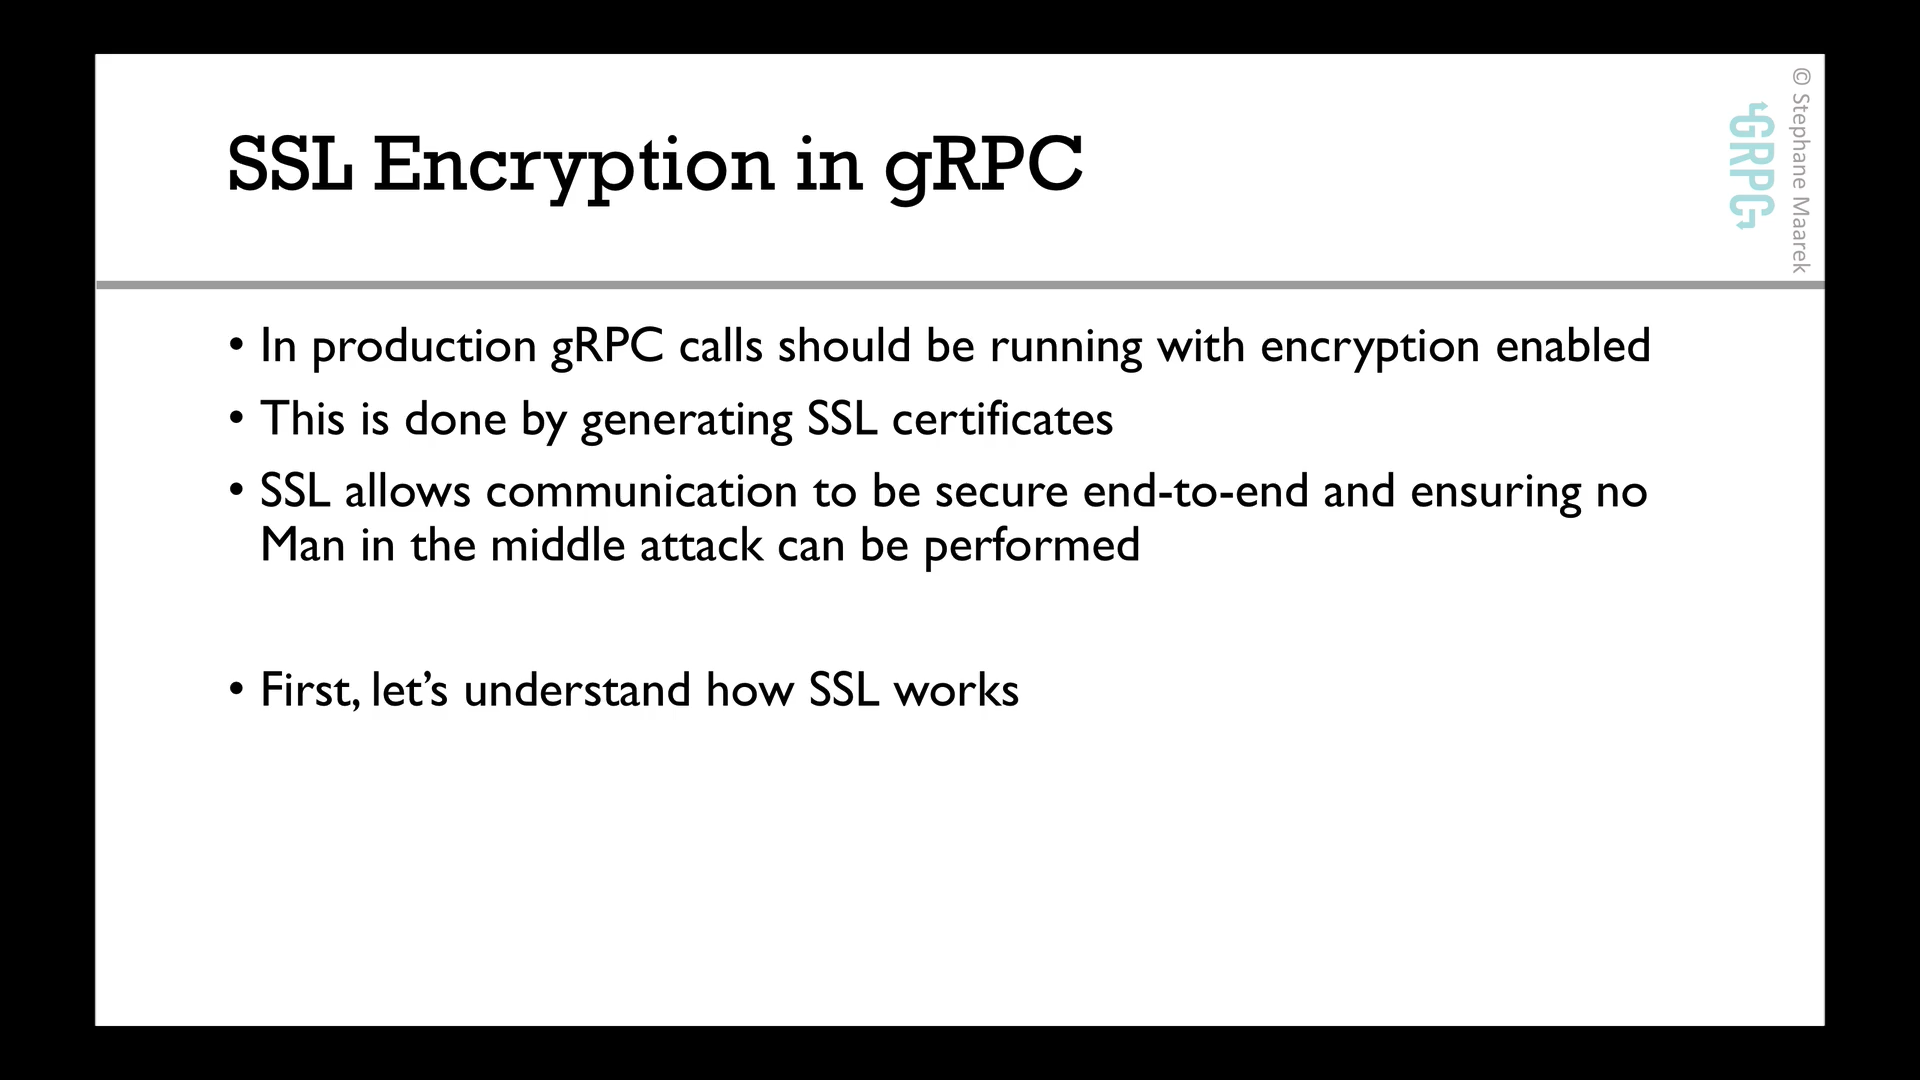 SSL Encryption in gRPC
© Stephane Maarek
GRPC
• In production gRPC calls should be running with encryption enabled
• This is done by generating SSL certificates
• SSL allows communication to be secure end-to-end and ensuring no
Man in the middle attack can be performed
• First, let’s understand how SSL works